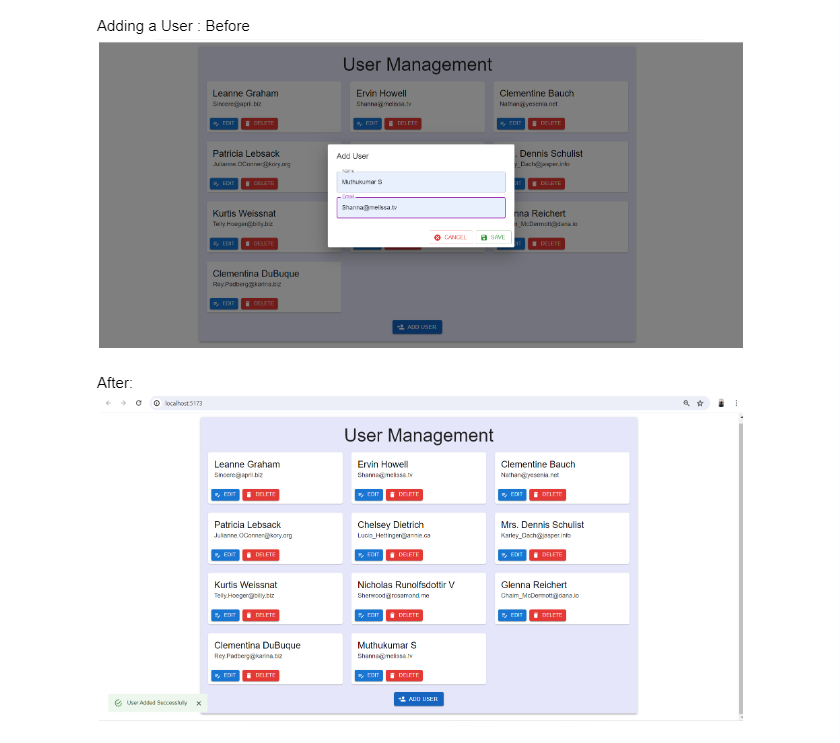 Adding a User : Before
User Management
Leanne Graham
Sincere@april.biz
EDIT DELETE
Ervin Howell
Shanna@melissa.tv
EDIT DELETE
Clementine Bauch
Nathan@yesenia.net
EDIT DELETE
Patricia Lebsack
Julianne.OConner@kory.org
EDIT DELETE
Dennis Schulist
_Dach@jasper.info
EDIT DELETE
Kurtis Weissnat
Telly.Hoeger@billy.biz
EDIT DELETE
nna Reichert
_McDermott@dana.io
EDIT DELETE
Clementina DuBuque
Rey.Padberg@karina.biz
EDIT DELETE
Add User
Name
Muthukumar S
Email
Shanna@melissa.tv
CANCEL SAVE
ADD USER
After:
localhost:5173
User Management
Leanne Graham
Sincere@april.biz
EDIT DELETE
Ervin Howell
Shanna@melissa.tv
EDIT DELETE
Clementine Bauch
Nathan@yesenia.net
EDIT DELETE
Patricia Lebsack
Julianne.OConner@kory.org
EDIT DELETE
Chelsey Dietrich
Lucio_Hettinger@annie.ca
EDIT DELETE
Mrs. Dennis Schulist
Karley_Dach@jasper.info
EDIT DELETE
Kurtis Weissnat
Telly.Hoeger@billy.biz
EDIT DELETE
Nicholas Runolfsdottir V
Sherwood@rosamond.me
EDIT DELETE
Glenna Reichert
Chaim_McDermott@dana.io
EDIT DELETE
Clementina DuBuque
Rey.Padberg@karina.biz
EDIT DELETE
Muthukumar S
Shanna@melissa.tv
EDIT DELETE
ADD USER
User Added Successfully